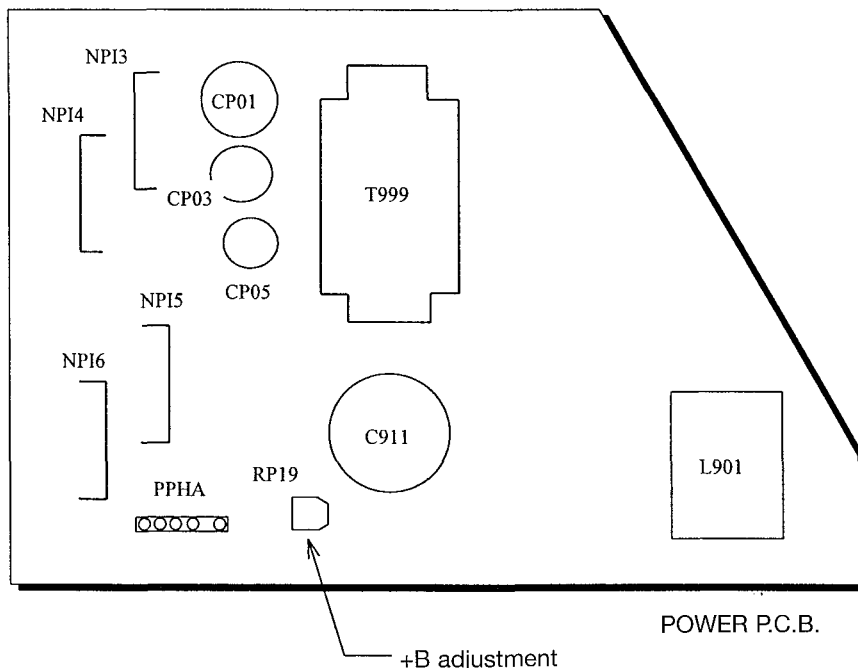 NPI3
CP01
NPI4
T999
CP03
CP05
NPI5
NPI6
C911
L901
RP19
PPHA
POWER P.C.B.
+B adjustment